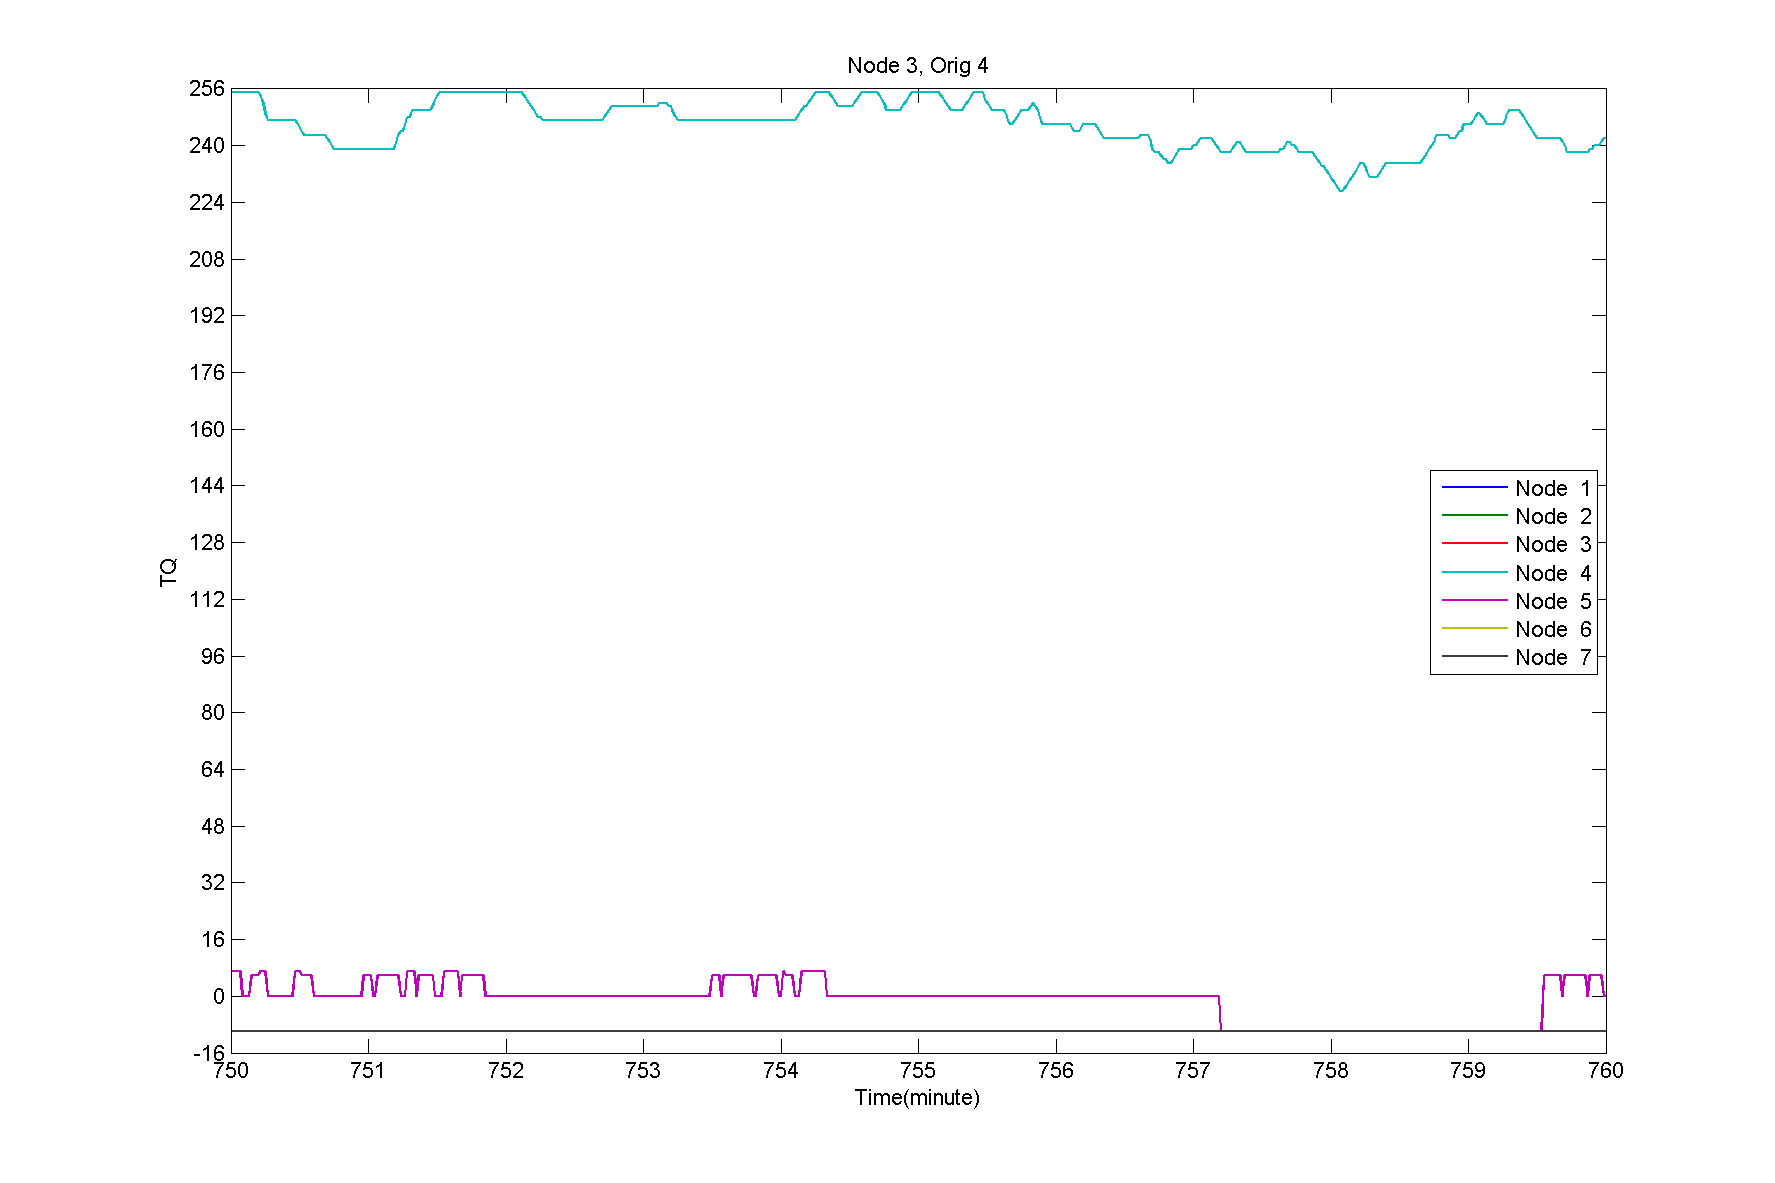 Node 3, Orig 4
256
240
224
208
192
176
160
144
128
112
96
80
64
48
32
16
0
-16
TQ
Node 1
Node 2
Node 3
Node 4
Node 5
Node 6
Node 7
750 751 752 753 754 755 756 757 758 759 760
Time(minute)